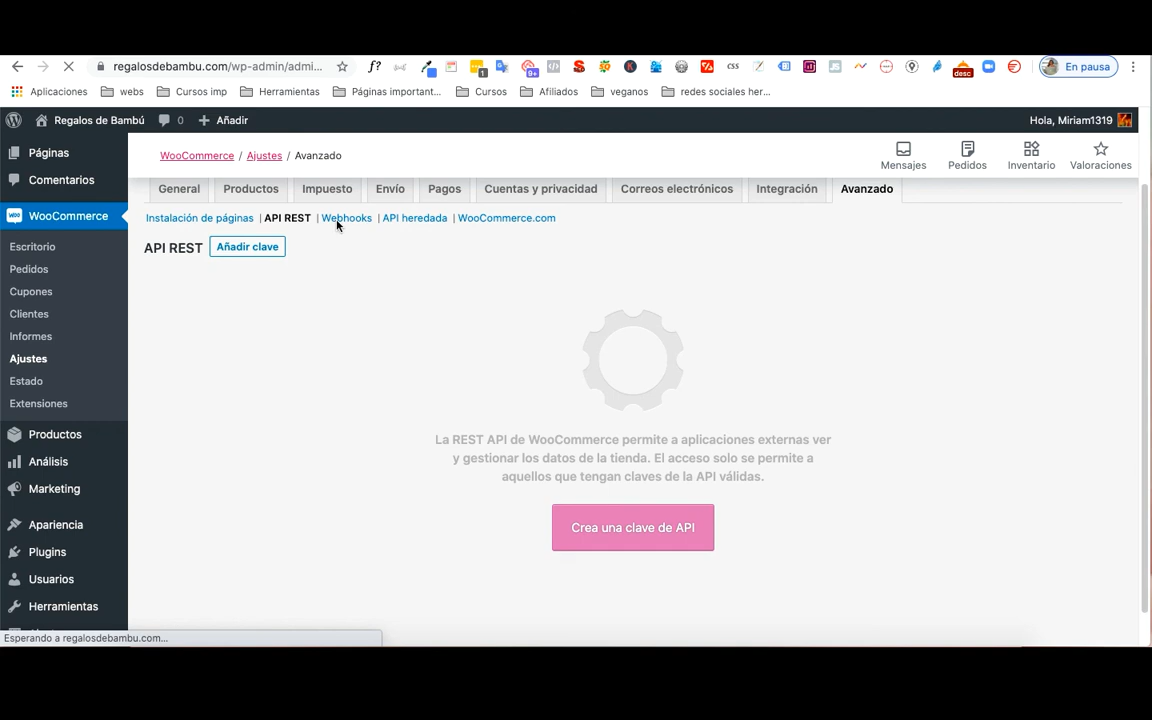 regalosdebambu.com/wp-admin/admi...
f?
1
9+
CSS
desc
En pausa
Aplicaciones webs Cursos imp Herramientas Páginas important... Cursos Afiliados veganos redes sociales her...
Regalos de Bambú 0 Añadir Hola, Miriam1319
Páginas
Comentarios
WooCommerce
Escritorio
Pedidos
Cupones
Clientes
Informes
Ajustes
Estado
Extensiones
Productos
Análisis
Marketing
Apariencia
Plugins
Usuarios
Herramientas
WooCommerce / Ajustes / Avanzado
Mensajes Pedidos Inventario Valoraciones
General Productos Impuesto Envío Pagos Cuentas y privacidad Correos electrónicos Integración Avanzado
Instalación de páginas | API REST | Webhooks | API heredada | WooCommerce.com
API REST Añadir clave
La REST API de WooCommerce permite a aplicaciones externas ver
y gestionar los datos de la tienda. El acceso solo se permite a
aquellos que tengan claves de la API válidas.
Crea una clave de API
Esperando a regalosdebambu.com...